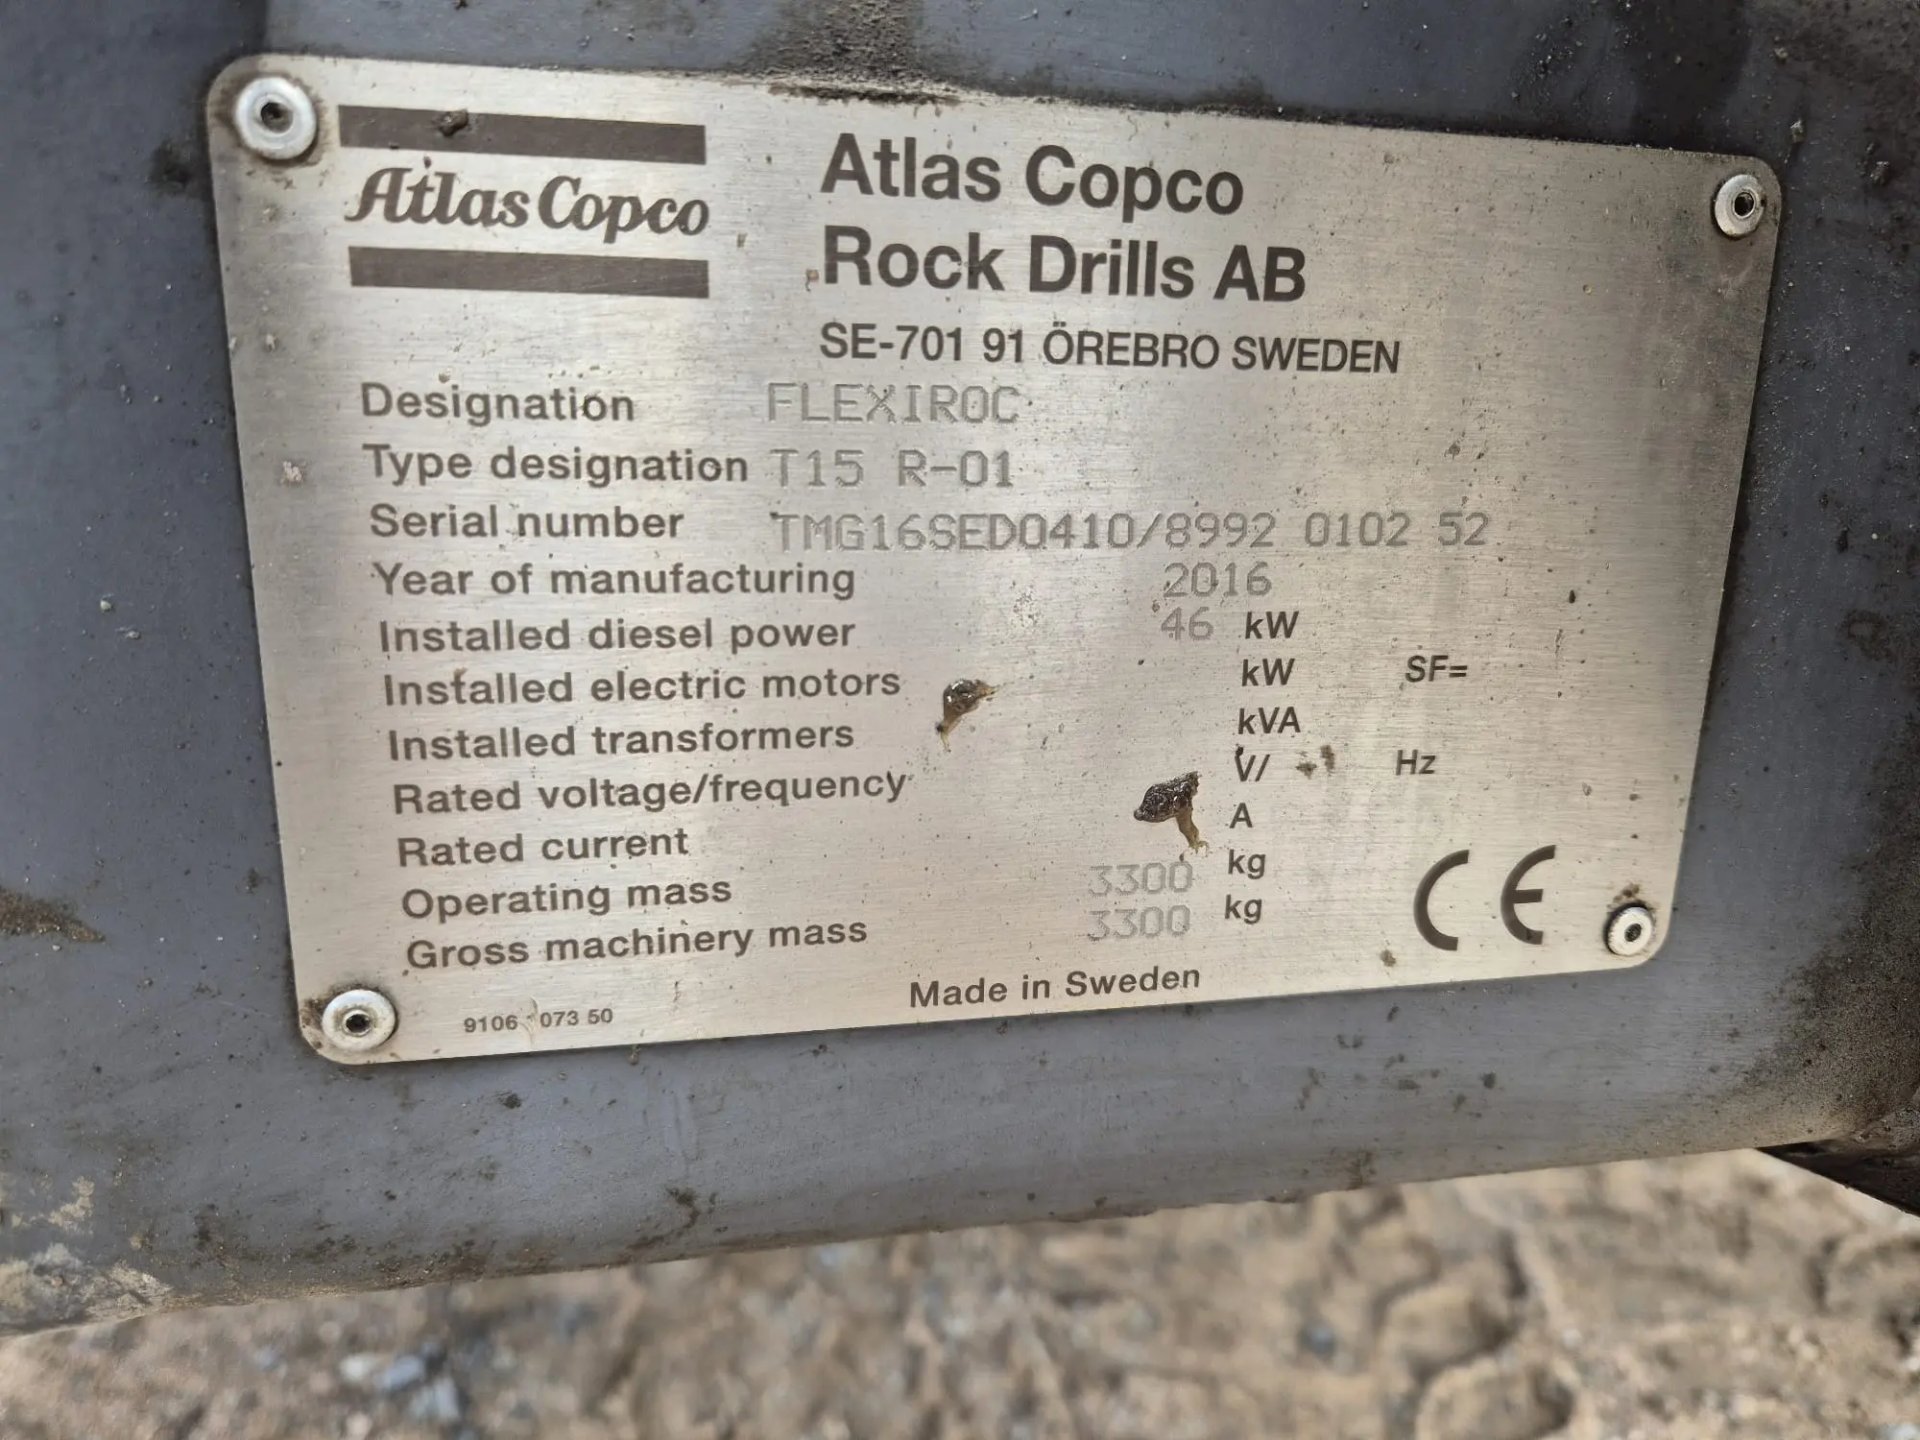 Atlas Copco
Atlas Copco
Rock Drills AB
SE-701 91 ÖREBRO SWEDEN
Designation FLEXIROC
Type designation T15 R-01
Serial number TMG16SED0410/8992 0102 52
Year of manufacturing 2016
Installed diesel power 46 kW
Installed electric motors kW SF=
Installed transformers kVA
Rated voltage/frequency V/ Hz
Rated current A
Operating mass 3300 kg
Gross machinery mass 3300 kg
CE
Made in Sweden
9106 073 50